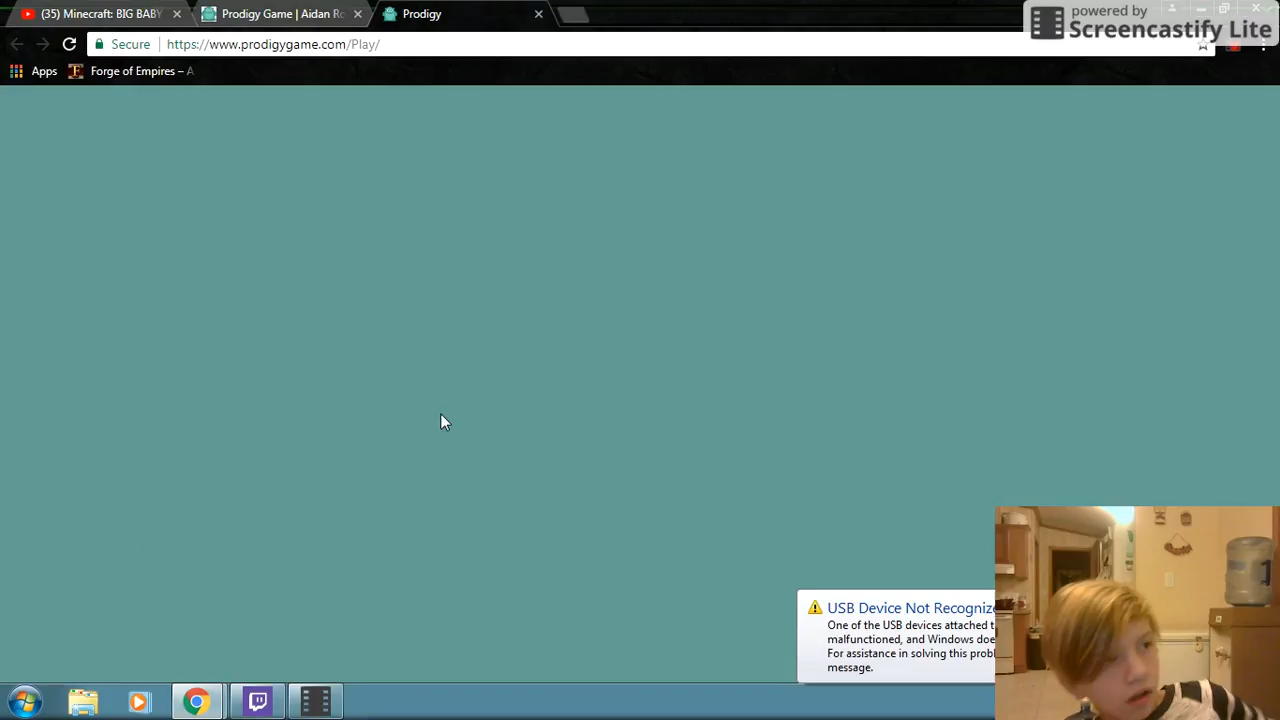 (35) Minecraft: BIG BABY
Prodigy Game | Aidan Ro
Prodigy
powered by
Screencastify Lite
Secure
https://www.prodigygame.com/Play/
Apps
Forge of Empires – A
USB Device Not Recognize
One of the USB devices attached t
malfunctioned, and Windows doe
For assistance in solving this prob
message.